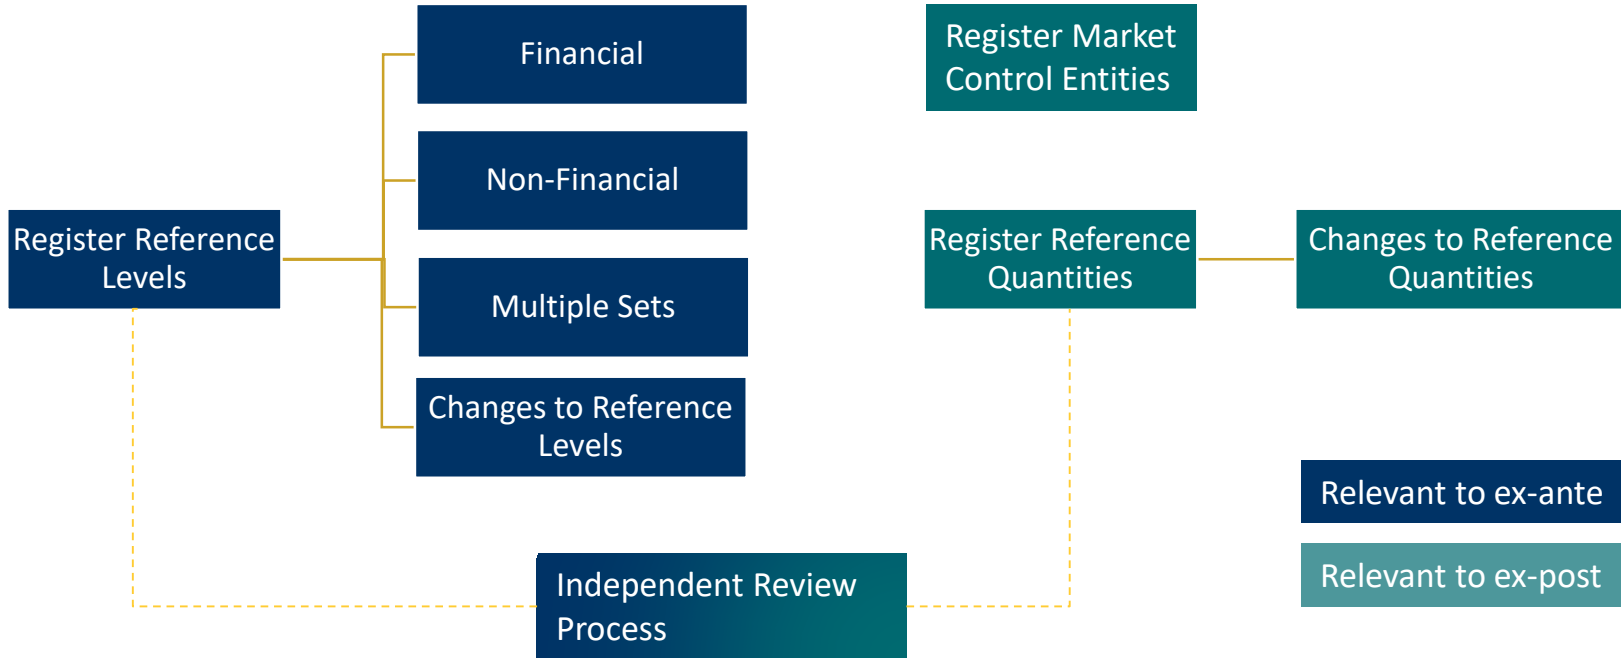 Financial
Register Market
Control Entities
Non-Financial
Register Reference
Levels
Register Reference
Quantities
Changes to Reference
Quantities
Multiple Sets
Changes to Reference
Levels
Relevant to ex-ante
Independent Review
Process
Relevant to ex-post